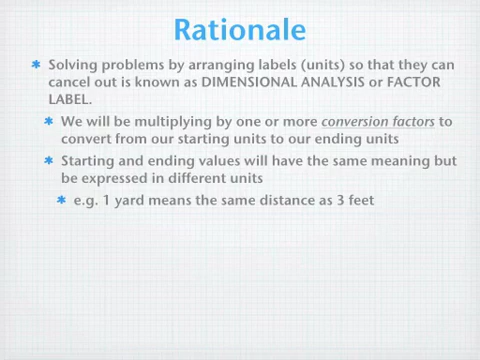 Rationale
Solving problems by arranging labels (units) so that they can
cancel out is known as DIMENSIONAL ANALYSIS or FACTOR
LABEL.
We will be multiplying by one or more conversion factors to
convert from our starting units to our ending units
Starting and ending values will have the same meaning but
be expressed in different units
e.g. 1 yard means the same distance as 3 feet